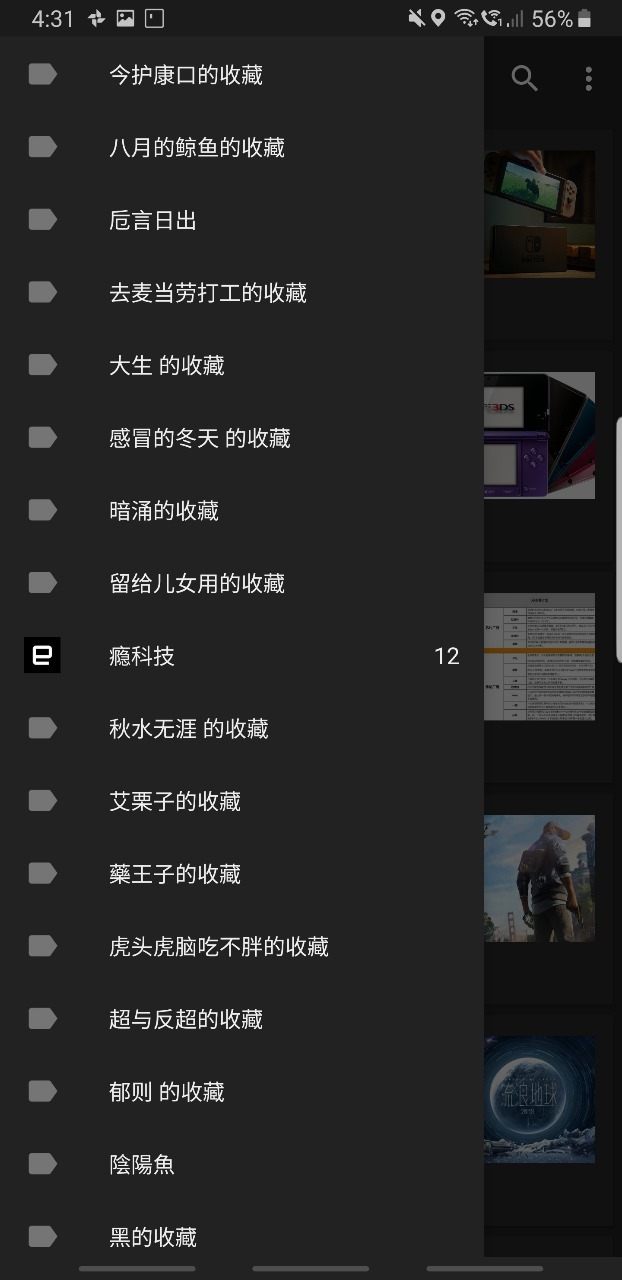 4:31
56%
今护康口的收藏
八月的鲸鱼的收藏
卮言日出
去麦当劳打工的收藏
大生 的收藏
感冒的冬天 的收藏
暗涌的收藏
留给儿女用的收藏
瘾科技 12
秋水无涯 的收藏
艾栗子的收藏
藥王子的收藏
虎头虎脑吃不胖的收藏
超与反超的收藏
郁则 的收藏
陰陽魚
黑的收藏
3DS
流浪地球